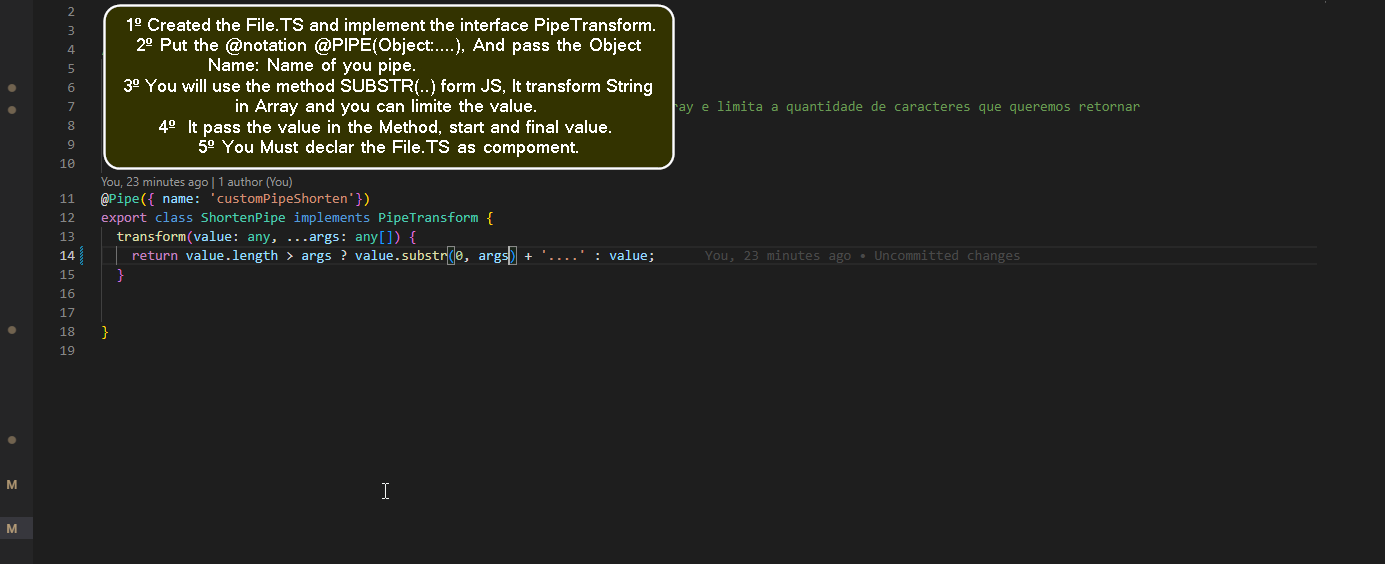 1º Created the File.TS and implement the interface PipeTransform.
2º Put the @notation @PIPE(Object:....), And pass the Object
Name: Name of you pipe.
3º You will use the method SUBSTR(..) form JS, It transform String
in Array and you can limite the value.
4º It pass the value in the Method, start and final value.
5º You Must declar the File.TS as compoment.
2
3
4
5
6
7 ray e limita a quantidade de caracteres que queremos retornar
8
9
10
You, 23 minutes ago | 1 author (You)
11 @Pipe({ name: 'customPipeShorten'})
12 export class ShortenPipe implements PipeTransform {
13 transform(value: any, ...args: any[]) {
14 return value.length > args ? value.substr(0, args) + '....' : value; You, 23 minutes ago • Uncommitted changes
15 }
16
17
18 }
19
M
M